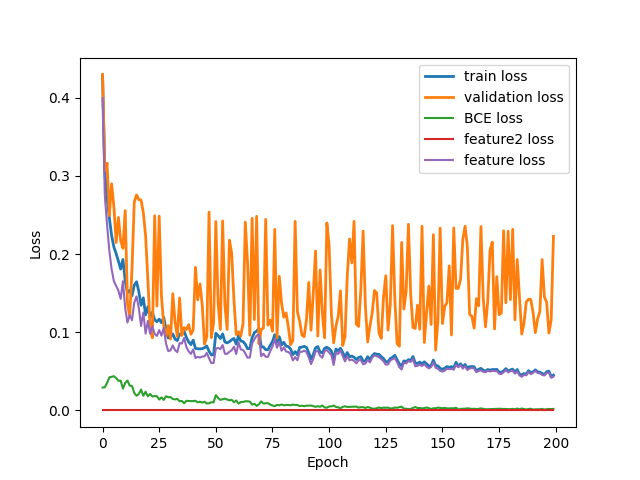 train loss
validation loss
BCE loss
feature2 loss
feature loss
0.4
0.3
0.2
0.1
0.0
Loss
0 25 50 75 100 125 150 175 200
Epoch